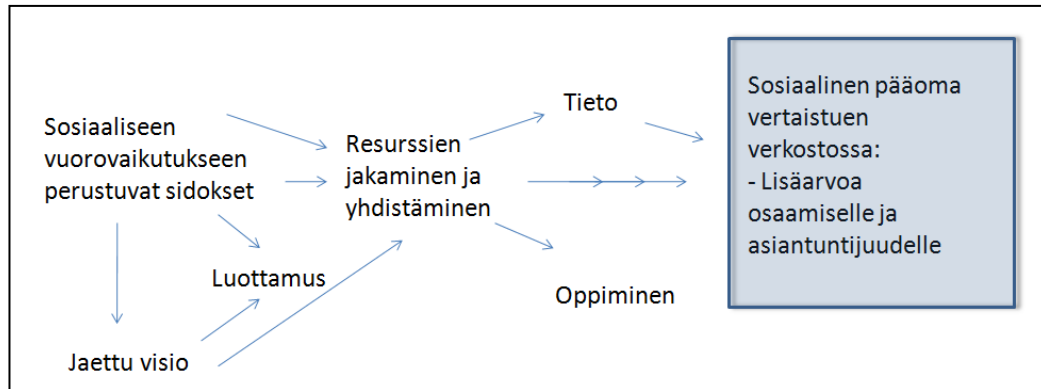 Sosiaaliseen
vuorovaikutukseen
perustuvat sidokset
Luottamus
Jaettu visio
Resurssien
jakaminen ja
yhdistäminen
Tieto
Oppiminen
Sosiaalinen pääoma
vertaistuen
verkostossa:
- Lisäarvoa
osaamiselle ja
asiantuntijuudelle